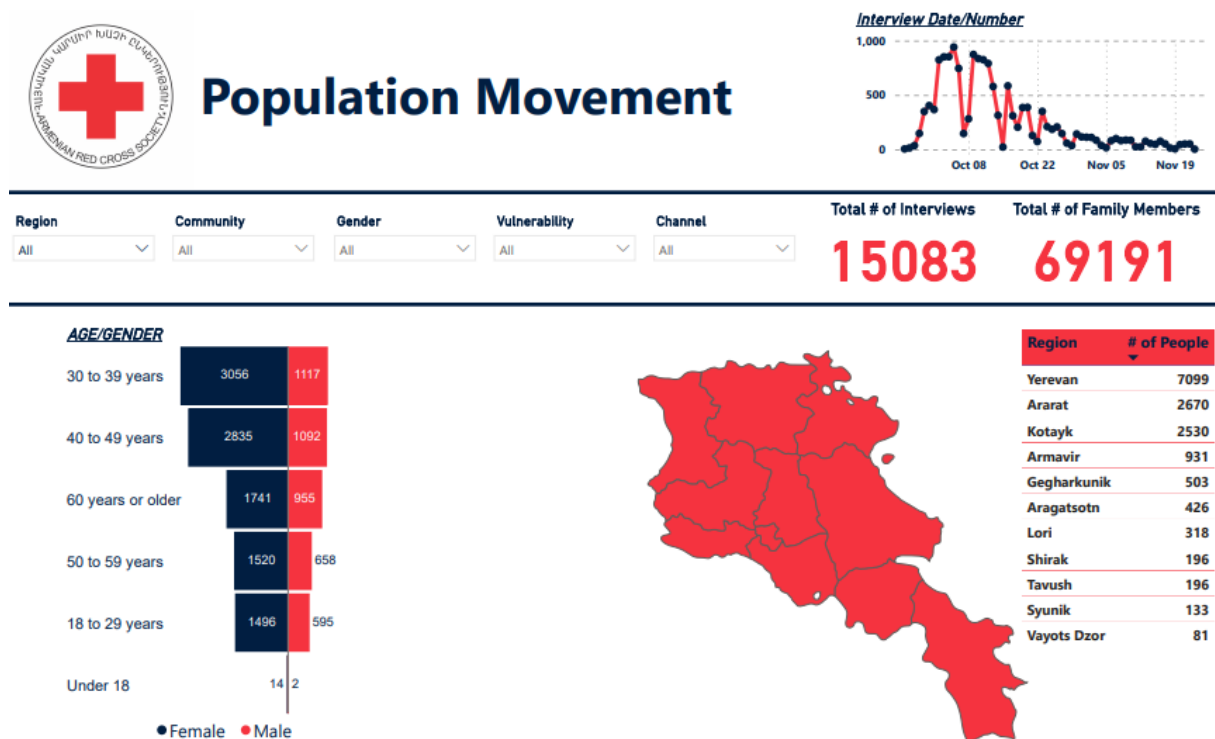 ԿԱՐՄԻՐ ԽԱՉԻ ԸՆԿԵՐՈՒԹՅՈՒՆ
ARMENIAN RED CROSS SOCIETY
Population Movement
Interview Date/Number
1,000
500
0
Oct 08 Oct 22 Nov 05 Nov 19
Region Community Gender Vulnerability Channel
All All All All All
Total # of Interviews Total # of Family Members
15083 69191
AGE/GENDER
30 to 39 years 3056 1117
40 to 49 years 2835 1092
60 years or older 1741 955
50 to 59 years 1520 658
18 to 29 years 1496 595
Under 18 14 2
Female Male
Region # of People
Yerevan 7099
Ararat 2670
Kotayk 2530
Armavir 931
Gegharkunik 503
Aragatsotn 426
Lori 318
Shirak 196
Tavush 196
Syunik 133
Vayots Dzor 81